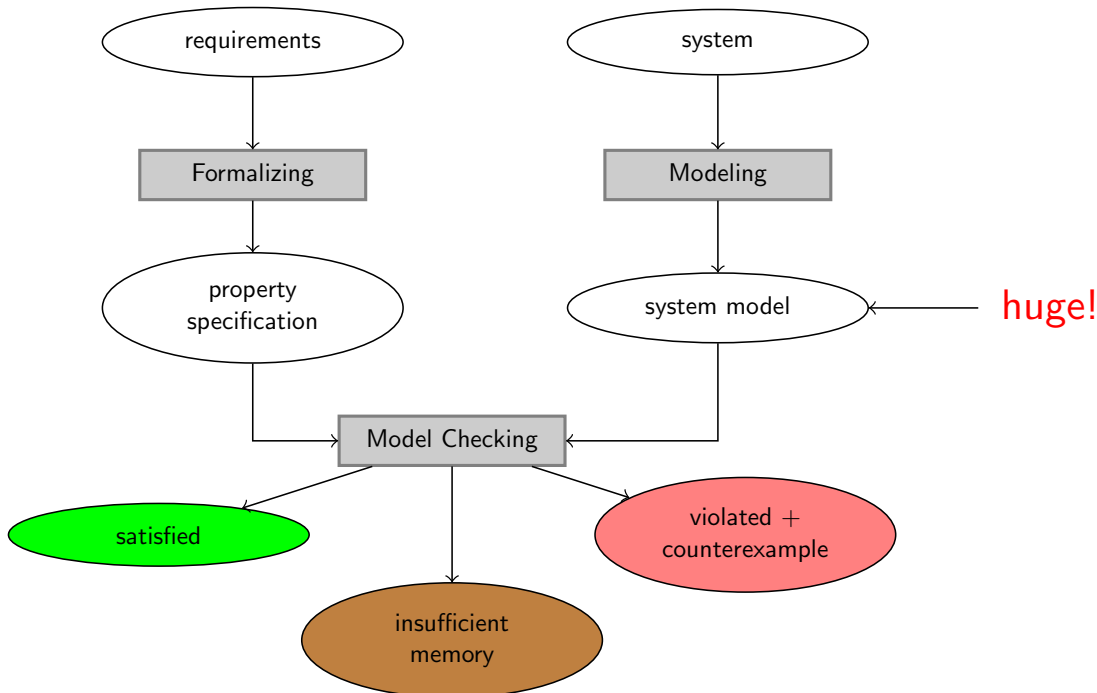 requirements
system
Formalizing
Modeling
property
specification
system model
huge!
Model Checking
satisfied
violated +
counterexample
insufficient
memory